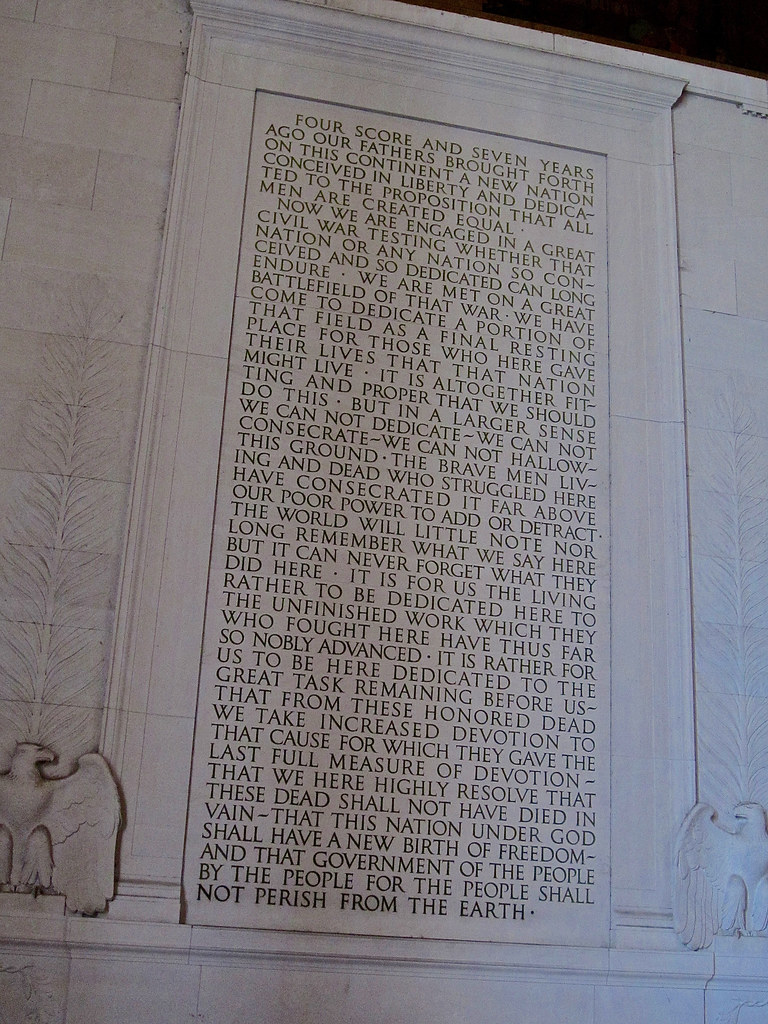 FOUR SCORE AND SEVEN YEARS
AGO OUR FATHERS BROUGHT FORTH
ON THIS CONTINENT A NEW NATION
CONCEIVED IN LIBERTY AND DEDICA-
TED TO THE PROPOSITION THAT ALL
MEN ARE CREATED EQUAL ·
NOW WE ARE ENGAGED IN A GREAT
CIVIL WAR TESTING WHETHER THAT
NATION OR ANY NATION SO CON-
CEIVED AND SO DEDICATED CAN LONG
ENDURE · WE ARE MET ON A GREAT
BATTLEFIELD OF THAT WAR · WE HAVE
COME TO DEDICATE A PORTION OF
THAT FIELD AS A FINAL RESTING
PLACE FOR THOSE WHO HERE GAVE
THEIR LIVES THAT THAT NATION
MIGHT LIVE · IT IS ALTOGETHER FIT-
TING AND PROPER THAT WE SHOULD
DO THIS · BUT IN A LARGER SENSE
WE CAN NOT DEDICATE~WE CAN NOT
CONSECRATE~WE CAN NOT HALLOW~
THIS GROUND · THE BRAVE MEN LIV-
ING AND DEAD WHO STRUGGLED HERE
HAVE CONSECRATED IT FAR ABOVE
OUR POOR POWER TO ADD OR DETRACT ·
THE WORLD WILL LITTLE NOTE NOR
LONG REMEMBER WHAT WE SAY HERE
BUT IT CAN NEVER FORGET WHAT THEY
DID HERE · IT IS FOR US THE LIVING
RATHER TO BE DEDICATED HERE TO
THE UNFINISHED WORK WHICH THEY
WHO FOUGHT HERE HAVE THUS FAR
SO NOBLY ADVANCED · IT IS RATHER FOR
US TO BE HERE DEDICATED TO THE
GREAT TASK REMAINING BEFORE US~
THAT FROM THESE HONORED DEAD
WE TAKE INCREASED DEVOTION TO
THAT CAUSE FOR WHICH THEY GAVE THE
LAST FULL MEASURE OF DEVOTION~
THAT WE HERE HIGHLY RESOLVE THAT
THESE DEAD SHALL NOT HAVE DIED IN
VAIN~THAT THIS NATION UNDER GOD
SHALL HAVE A NEW BIRTH OF FREEDOM~
AND THAT GOVERNMENT OF THE PEOPLE
BY THE PEOPLE FOR THE PEOPLE SHALL
NOT PERISH FROM THE EARTH ·